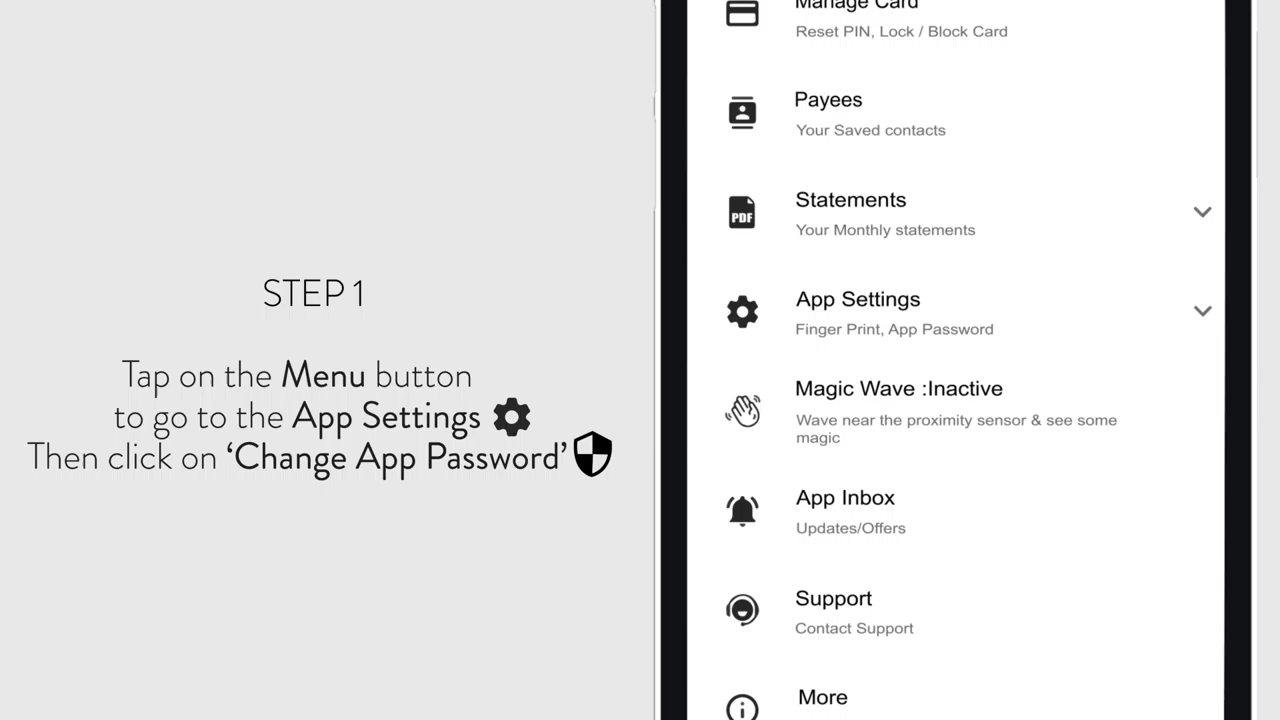 STEP 1
Tap on the Menu button
to go to the App Settings
Then click on ‘Change App Password’
Manage Card
Reset PIN, Lock / Block Card
Payees
Your Saved contacts
PDF
Statements
Your Monthly statements
App Settings
Finger Print, App Password
Magic Wave :Inactive
Wave near the proximity sensor & see some
magic
App Inbox
Updates/Offers
Support
Contact Support
More